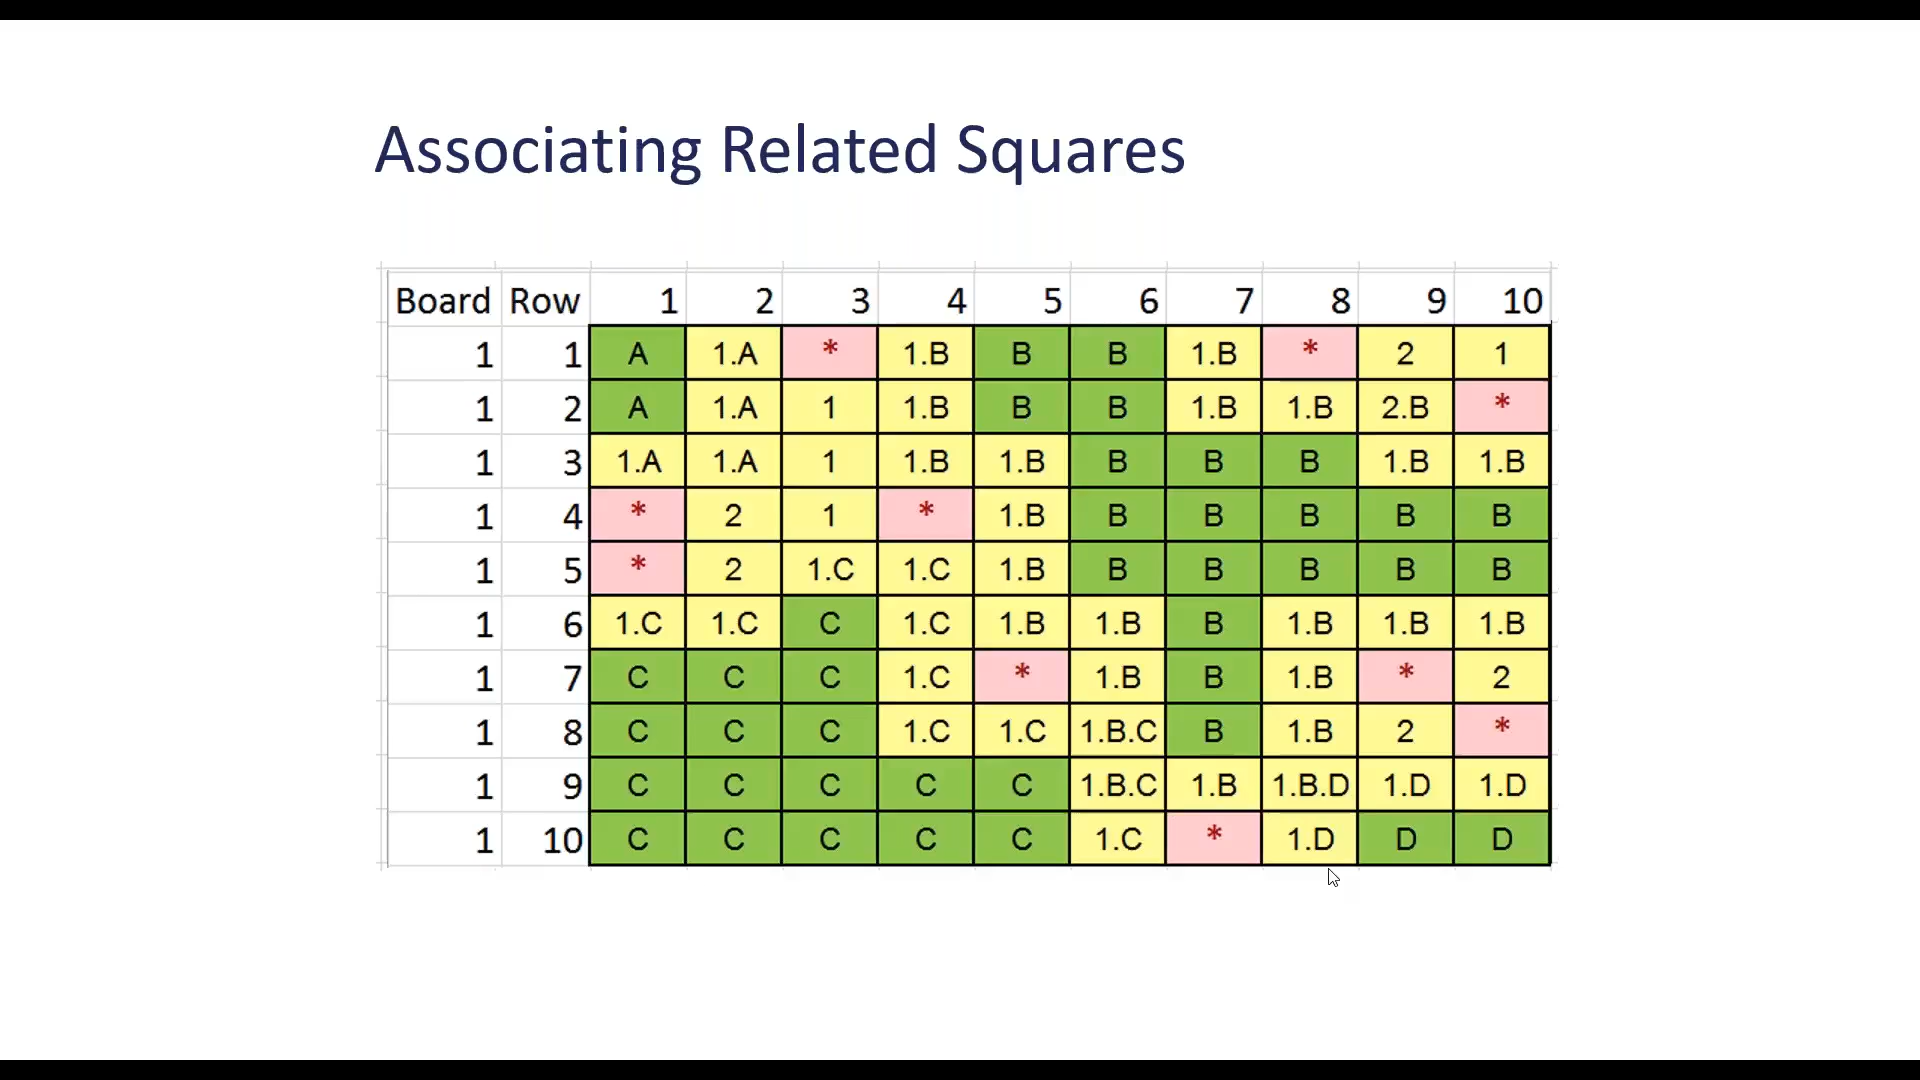 Associating Related Squares
Board Row 1 2 3 4 5 6 7 8 9 10
1 1 A 1.A * 1.B B B 1.B * 2 1
1 2 A 1.A 1 1.B B B 1.B 1.B 2.B *
1 3 1.A 1.A 1 1.B 1.B B B B 1.B 1.B
1 4 * 2 1 * 1.B B B B B B
1 5 * 2 1.C 1.C 1.B B B B B B
1 6 1.C 1.C C 1.C 1.B 1.B B 1.B 1.B 1.B
1 7 C C C 1.C * 1.B B 1.B * 2
1 8 C C C 1.C 1.C 1.B.C B 1.B 2 *
1 9 C C C C C 1.B.C 1.B 1.B.D 1.D 1.D
1 10 C C C C C 1.C * 1.D D D